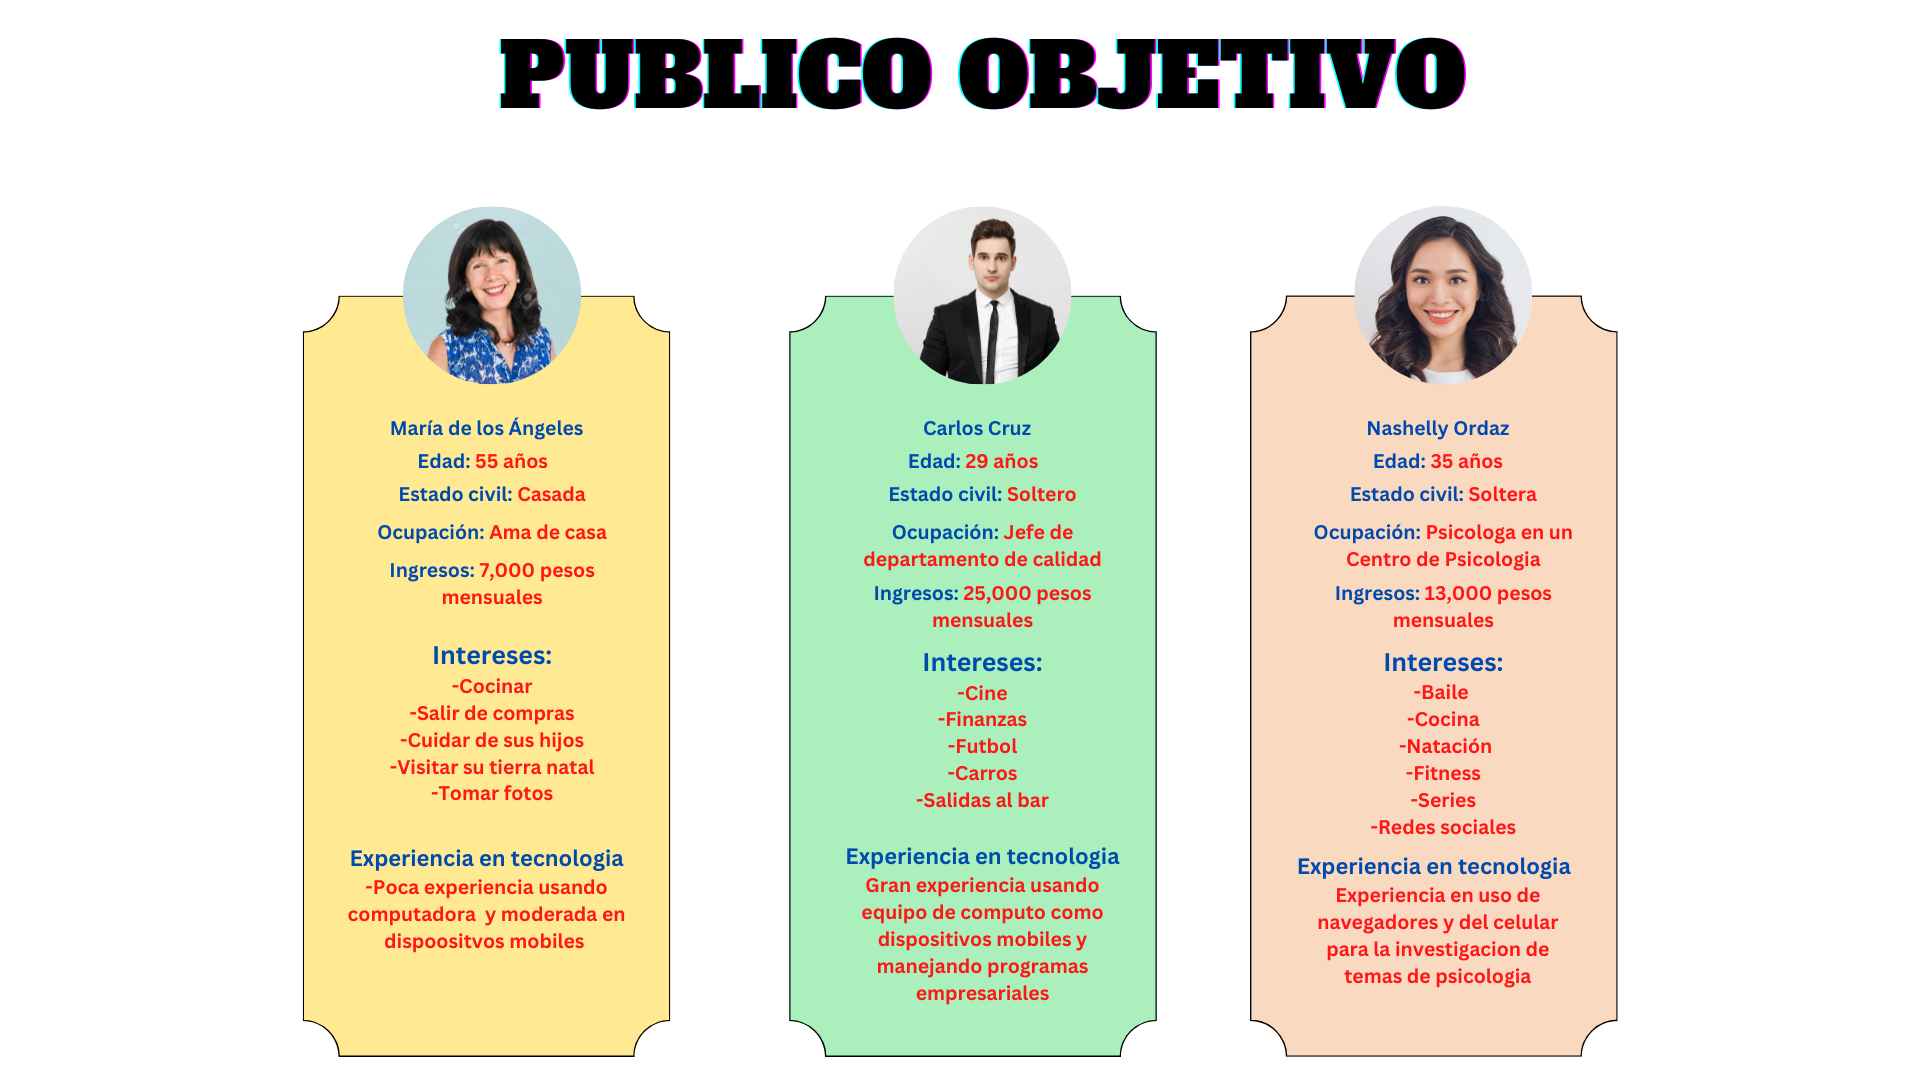 PUBLICO OBJETIVO
María de los Ángeles
Edad: 55 años
Estado civil: Casada
Ocupación: Ama de casa
Ingresos: 7,000 pesos
mensuales
Intereses:
-Cocinar
-Salir de compras
-Cuidar de sus hijos
-Visitar su tierra natal
-Tomar fotos
Experiencia en tecnologia
-Poca experiencia usando
computadora  y moderada en
dispoositvos mobiles
Carlos Cruz
Edad: 29 años
Estado civil: Soltero
Ocupación: Jefe de
departamento de calidad
Ingresos: 25,000 pesos
mensuales
Intereses:
-Cine
-Finanzas
-Futbol
-Carros
-Salidas al bar
Experiencia en tecnologia
Gran experiencia usando
equipo de computo como
dispositivos mobiles y
manejando programas
empresariales
Nashelly Ordaz
Edad: 35 años
Estado civil: Soltera
Ocupación: Psicologa en un
Centro de Psicologia
Ingresos: 13,000 pesos
mensuales
Intereses:
-Baile
-Cocina
-Natación
-Fitness
-Series
-Redes sociales
Experiencia en tecnologia
Experiencia en uso de
navegadores y del celular
para la investigacion de
temas de psicologia